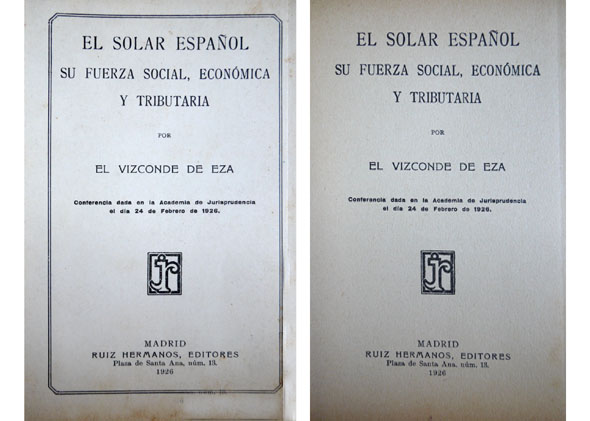 EL SOLAR ESPAÑOL
SU FUERZA SOCIAL, ECONÓMICA
Y TRIBUTARIA
POR
EL VIZCONDE DE EZA
Conferencia dada en la Academia de Jurisprudencia
el día 24 de Febrero de 1926.
jr
MADRID
RUIZ HERMANOS, EDITORES
Plaza de Santa Ana, núm. 13.
1926
EL SOLAR ESPAÑOL
SU FUERZA SOCIAL, ECONÓMICA
Y TRIBUTARIA
POR
EL VIZCONDE DE EZA
Conferencia dada en la Academia de Jurisprudencia
el día 24 de Febrero de 1926.
jr
MADRID
RUIZ HERMANOS, EDITORES
Plaza de Santa Ana, núm. 13.
1926